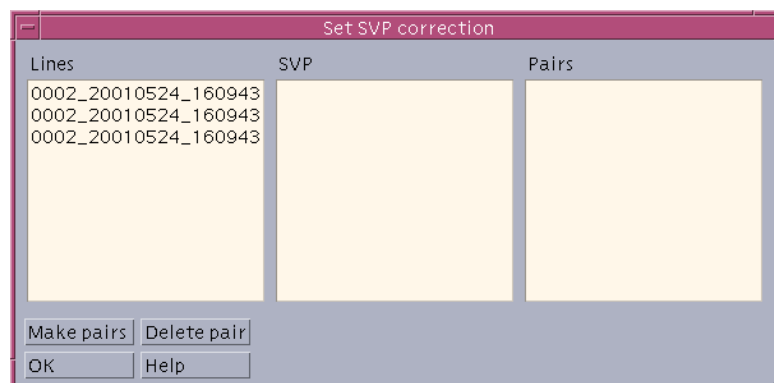 Set SVP correction
Lines SVP Pairs
0002_20010524_160943
0002_20010524_160943
0002_20010524_160943
Make pairs Delete pair
OK Help